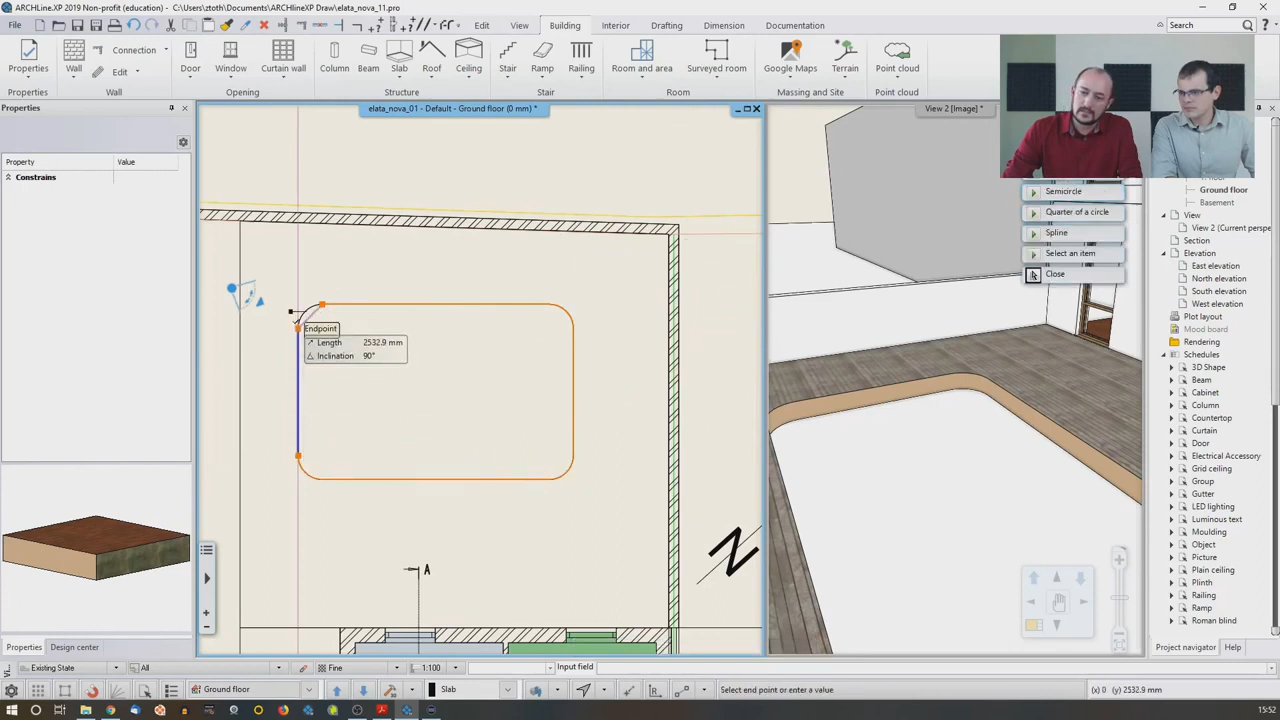 ARCHline.XP 2019 Non-profit (education) - C:\Users\ztoth\Documents\ARCHlineXP Draw\elata_nova_11.pro
File
Edit
View
Building
Interior
Drafting
Dimension
Documentation
Search
Properties
Wall
Connection
Edit
Door
Window
Curtain wall
Column
Beam
Slab
Roof
Ceiling
Stair
Ramp
Railing
Room and area
Surveyed room
Google Maps
Terrain
Point cloud
Properties
Wall
Opening
Structure
Stair
Room
Massing and Site
Point cloud
Properties
elata_nova_01 - Default - Ground floor (0 mm) *
View 2 [Image] *
Property
Value
Constrains
Semicircle
Quarter of a circle
Spline
Select an item
Close
Ground floor
Basement
View
View 2 (Current perspe
Section
Elevation
East elevation
North elevation
South elevation
West elevation
Plot layout
Mood board
Rendering
Schedules
3D Shape
Beam
Cabinet
Column
Countertop
Curtain
Door
Electrical Accessory
Grid ceiling
Group
Gutter
LED lighting
Luminous text
Moulding
Object
Picture
Plain ceiling
Plinth
Railing
Ramp
Roman blind
Endpoint
Length 2532.9 mm
Inclination 90°
A
N
Properties
Design center
Project navigator
Help
Existing State
All
Fine
1:100
Input field
Ground floor
Slab
Select end point or enter a value
(x) 0 (y) 2532.9 mm
15:52